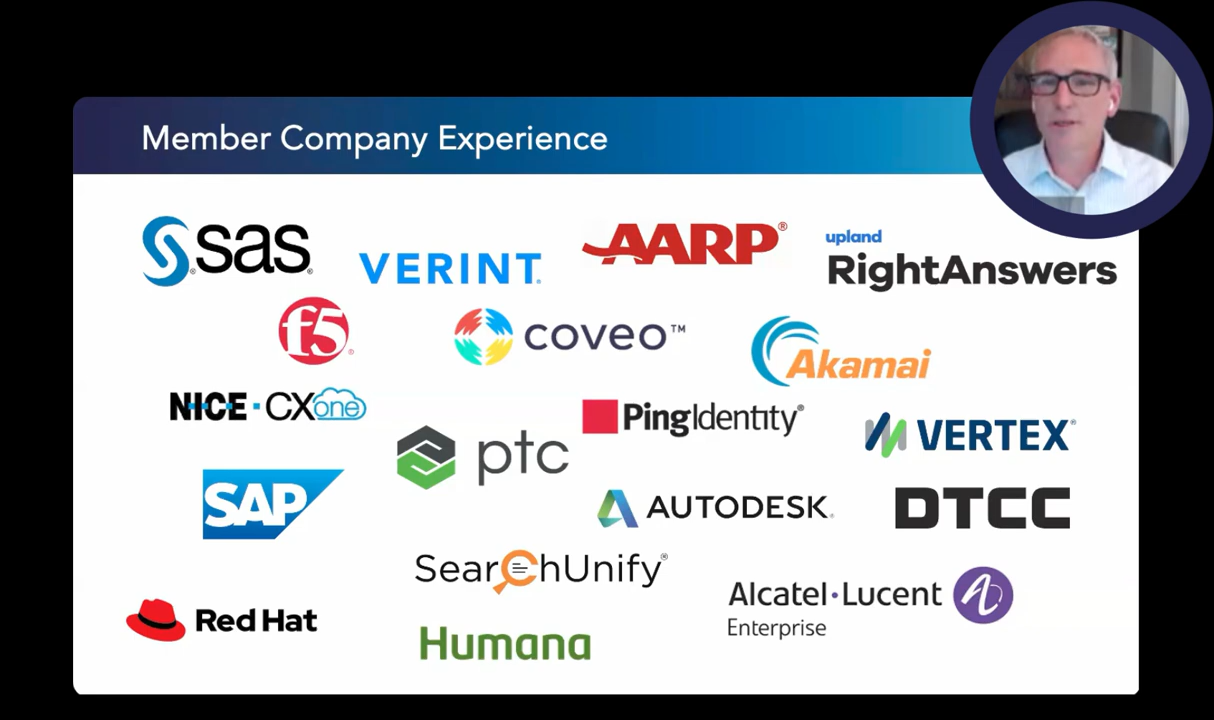 Member Company Experience
sas®
VERINT®
AARP®
upland
RightAnswers
f5®
coveo™
Akamai
NICE · CXone
PingIdentity®
VERTEX®
ptc
SAP
AUTODESK®
DTCC
SearchUnify®
Alcatel·Lucent
Enterprise
Red Hat
Humana